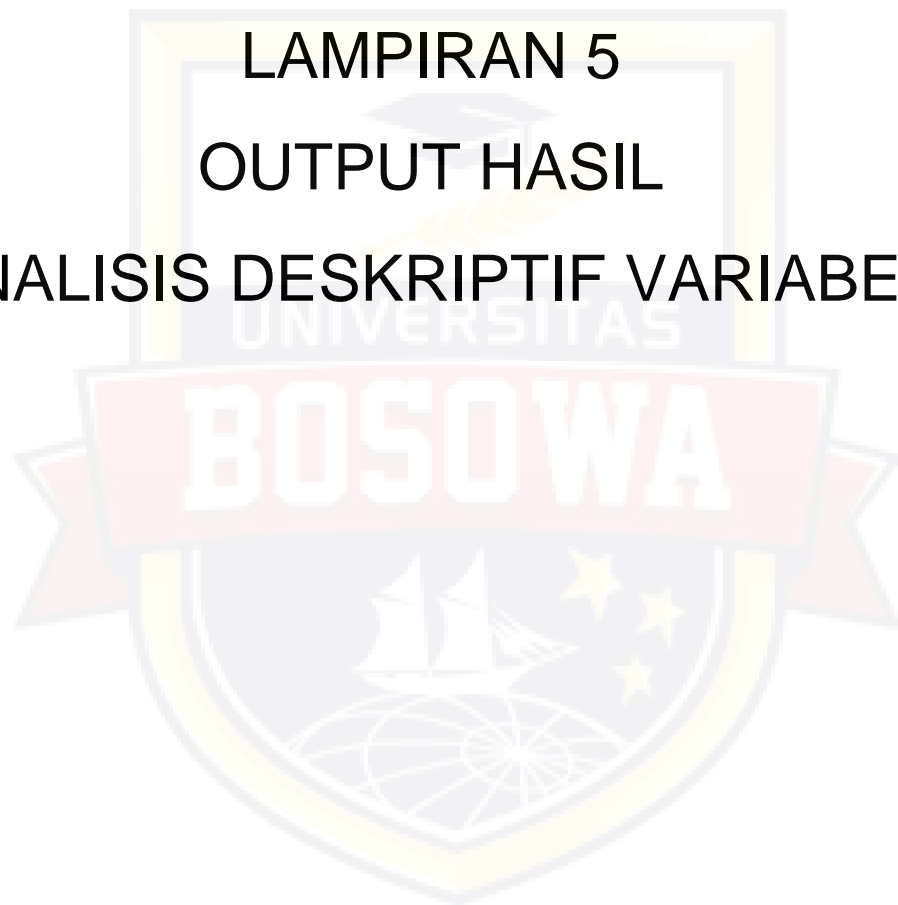 LAMPIRAN 5
OUTPUT HASIL
NALISIS DESKRIPTIF VARIABE
UNIVERSITAS
BOSOWA